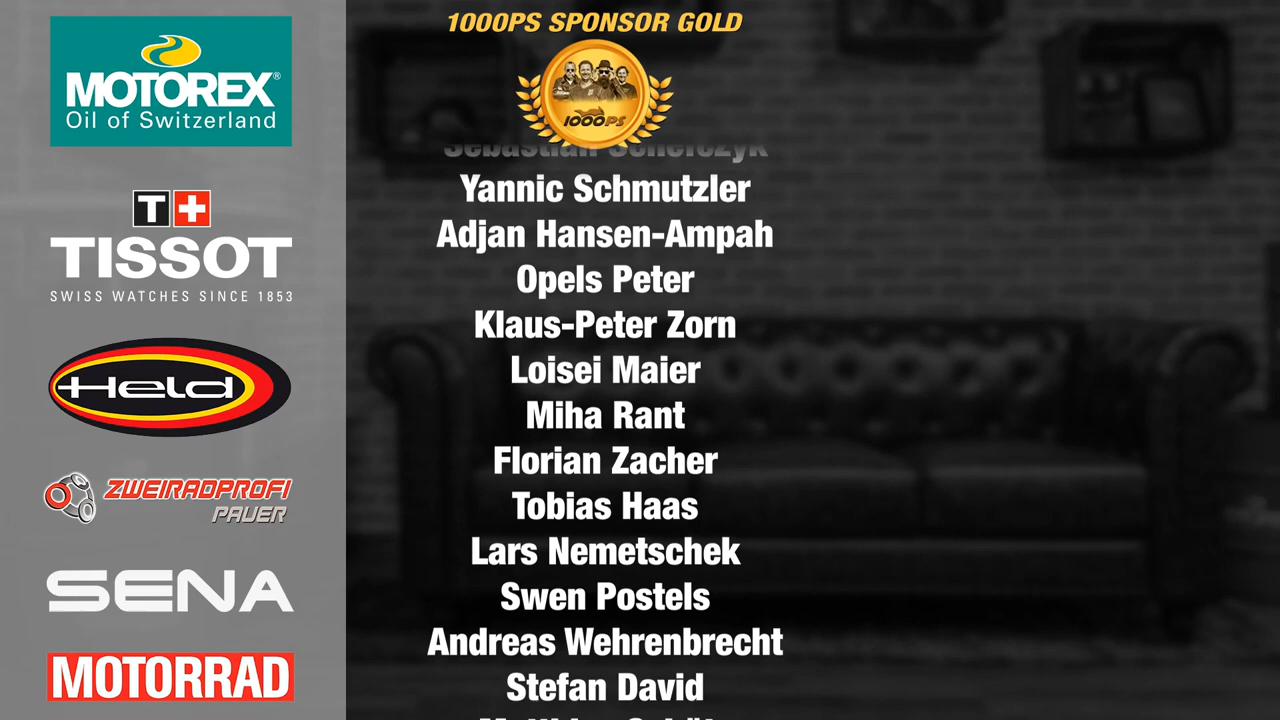 MOTOREX®
Oil of Switzerland
T+
TISSOT
SWISS WATCHES SINCE 1853
Held
ZWEIRADPROFI
PAUER
SENA
MOTORRAD
1000PS SPONSOR GOLD
1000PS
Yannic Schmutzler
Adjan Hansen-Ampah
Opels Peter
Klaus-Peter Zorn
Loisei Maier
Miha Rant
Florian Zacher
Tobias Haas
Lars Nemetschek
Swen Postels
Andreas Wehrenbrecht
Stefan David